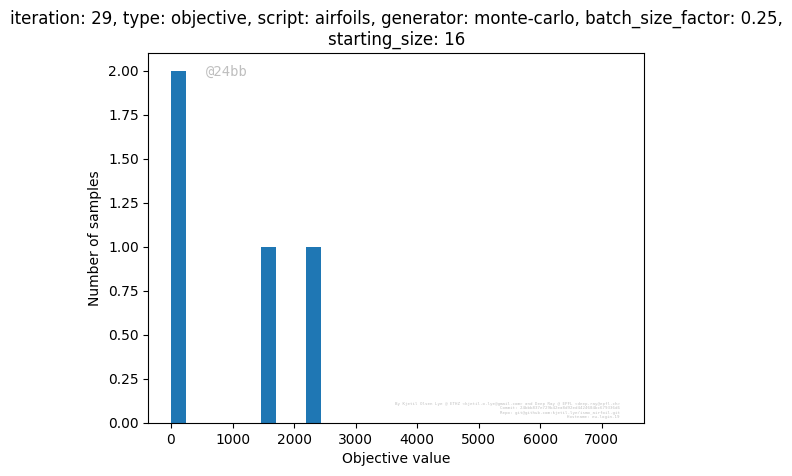 iteration: 29, type: objective, script: airfoils, generator: monte-carlo, batch_size_factor: 0.25,
starting_size: 16
@24bb
2.00
1.75
1.50
1.25
1.00
0.75
0.50
0.25
0.00
Number of samples
0 1000 2000 3000 4000 5000 6000 7000
Objective value